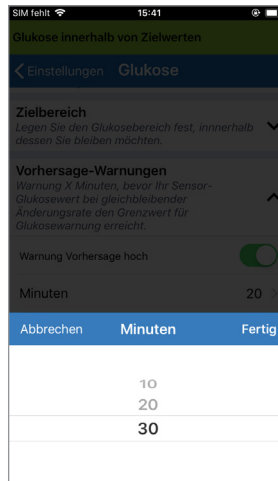 SIM fehlt 15:41
Glukose innerhalb von Zielwerten
Einstellungen Glukose
Zielbereich
Legen Sie den Glukosebereich fest, innnerhalb
dessen Sie bleiben möchten.
Vorhersage-Warnungen
Warnung X Minuten, bevor Ihr Sensor-
Glukosewert bei gleichbleibender
Änderungsrate den Grenzwert für
Glukosewarnung erreicht.
Warnung Vorhersage hoch
Minuten 20
Abbrechen Minuten Fertig
10
20
30